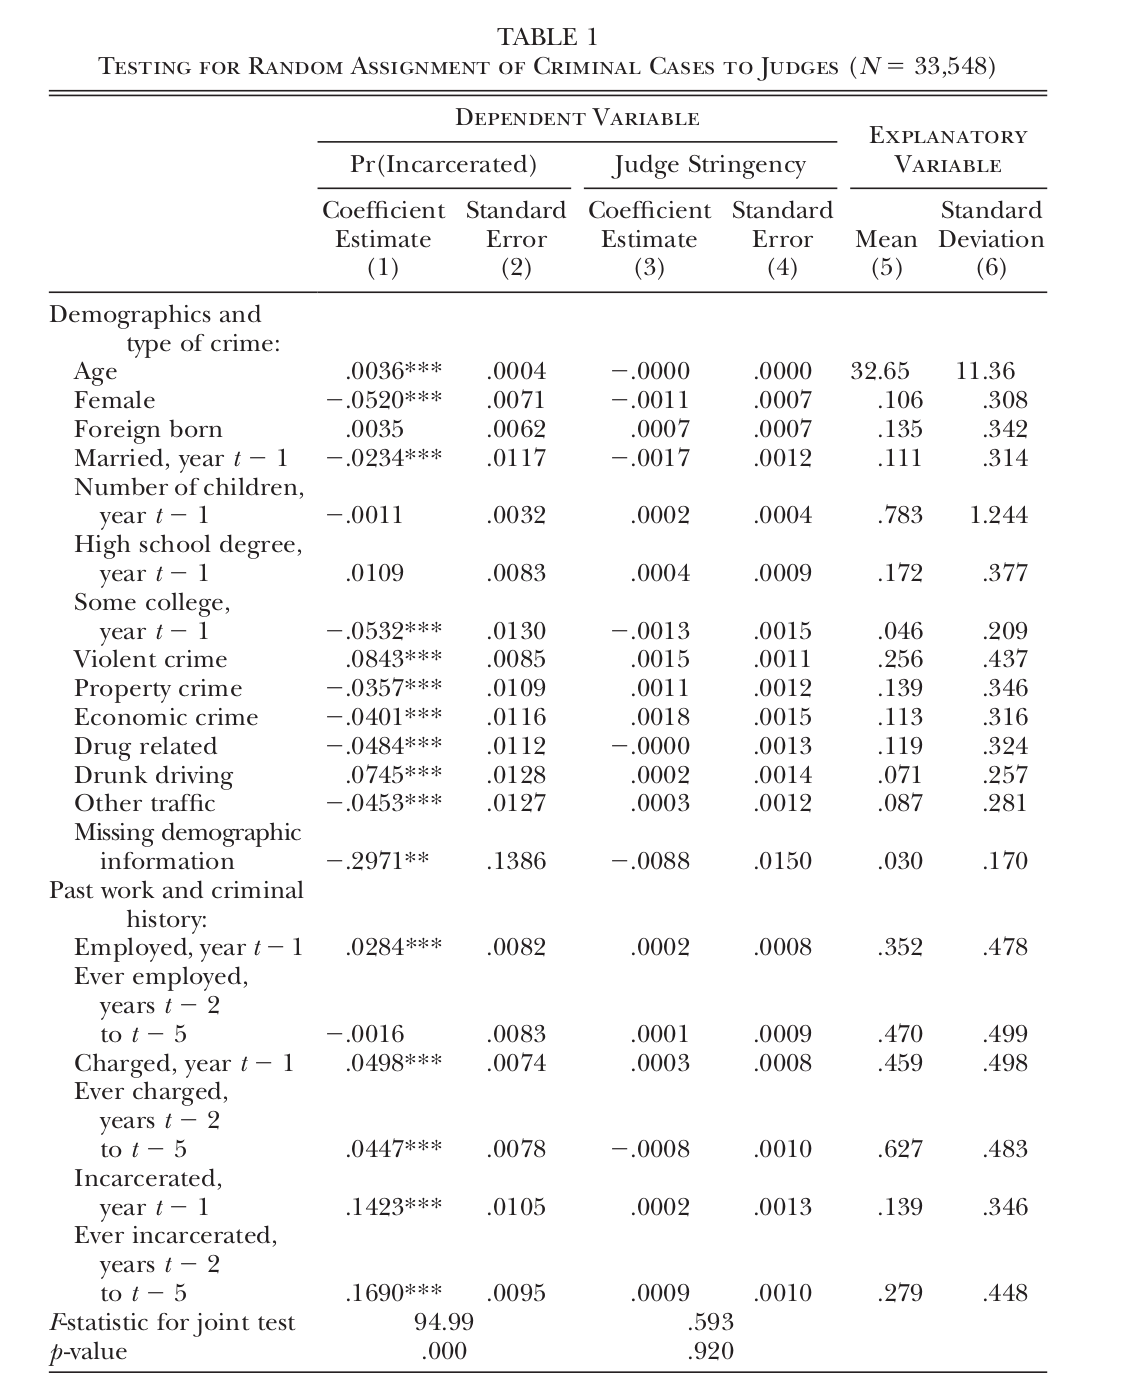 TABLE 1
Testing for Random Assignment of Criminal Cases to Judges (N = 33,548)
Dependent Variable
Explanatory
Variable
Pr(Incarcerated) Judge Stringency
Coefficient Standard Coefficient Standard Standard
Estimate Error Estimate Error Mean Deviation
(1) (2) (3) (4) (5) (6)
Demographics and
type of crime:
Age .0036*** .0004 −.0000 .0000 32.65 11.36
Female −.0520*** .0071 −.0011 .0007 .106 .308
Foreign born .0035 .0062 .0007 .0007 .135 .342
Married, year t − 1 −.0234*** .0117 −.0017 .0012 .111 .314
Number of children,
year t − 1 −.0011 .0032 .0002 .0004 .783 1.244
High school degree,
year t − 1 .0109 .0083 .0004 .0009 .172 .377
Some college,
year t − 1 −.0532*** .0130 −.0013 .0015 .046 .209
Violent crime .0843*** .0085 .0015 .0011 .256 .437
Property crime −.0357*** .0109 .0011 .0012 .139 .346
Economic crime −.0401*** .0116 .0018 .0015 .113 .316
Drug related −.0484*** .0112 −.0000 .0013 .119 .324
Drunk driving .0745*** .0128 .0002 .0014 .071 .257
Other traffic −.0453*** .0127 .0003 .0012 .087 .281
Missing demographic
information −.2971** .1386 −.0088 .0150 .030 .170
Past work and criminal
history:
Employed, year t − 1 .0284*** .0082 .0002 .0008 .352 .478
Ever employed,
years t − 2
to t − 5 −.0016 .0083 .0001 .0009 .470 .499
Charged, year t − 1 .0498*** .0074 .0003 .0008 .459 .498
Ever charged,
years t − 2
to t − 5 .0447*** .0078 −.0008 .0010 .627 .483
Incarcerated,
year t − 1 .1423*** .0105 .0002 .0013 .139 .346
Ever incarcerated,
years t − 2
to t − 5 .1690*** .0095 .0009 .0010 .279 .448
F-statistic for joint test 94.99 .593
p-value .000 .920